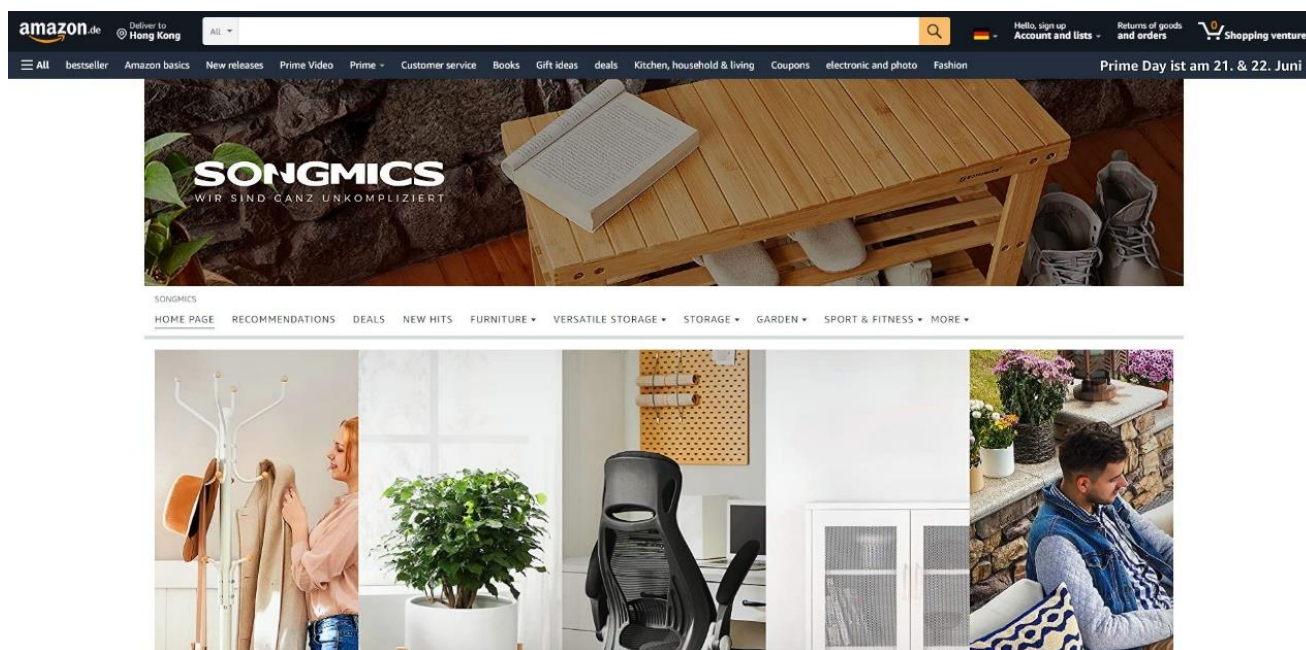 amazon.de
Deliver to
Hong Kong
All
Hello, sign up
Account and lists
Returns of goods
and orders
0
Shopping venture
All bestseller Amazon basics New releases Prime Video Prime Customer service Books Gift ideas deals Kitchen, household & living Coupons electronic and photo Fashion
Prime Day ist am 21. & 22. Juni
SONGMICS
WIR SIND GANZ UNKOMPLIZIERT
SONGMICS
HOME PAGE RECOMMENDATIONS DEALS NEW HITS FURNITURE VERSATILE STORAGE STORAGE GARDEN SPORT & FITNESS MORE